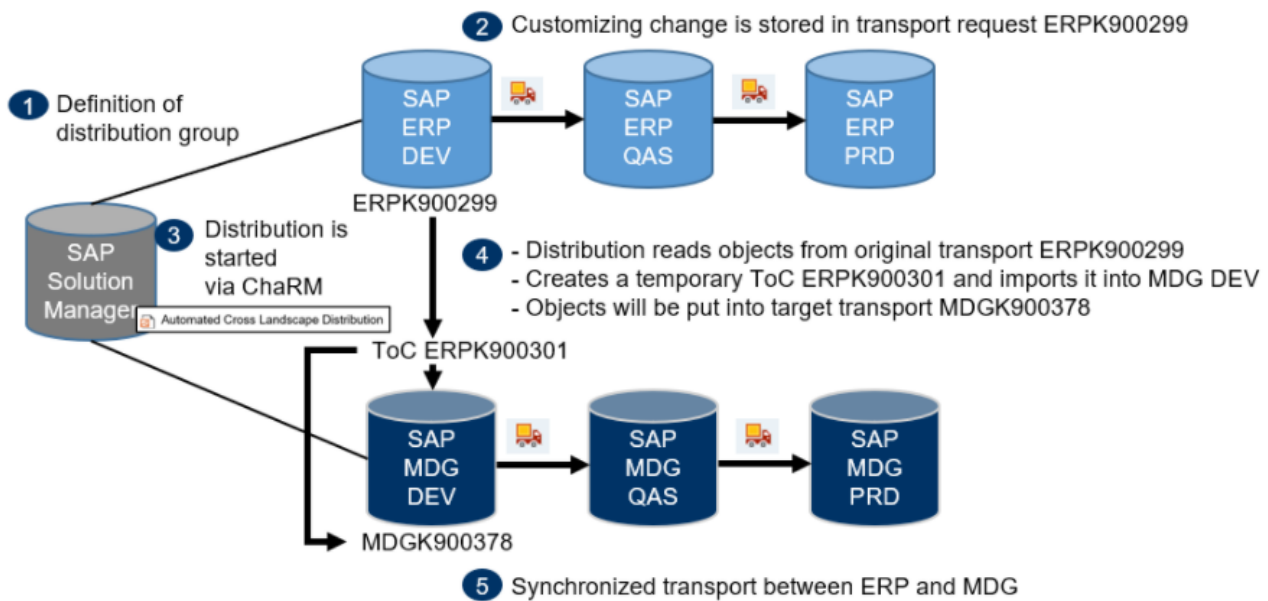 2 Customizing change is stored in transport request ERPK900299
1 Definition of
distribution group
SAP
ERP
DEV
SAP
ERP
QAS
SAP
ERP
PRD
ERPK900299
SAP
Solution
Manager
3 Distribution is
started
via ChaRM
Automated Cross Landscape Distribution
4 - Distribution reads objects from original transport ERPK900299
- Creates a temporary ToC ERPK900301 and imports it into MDG DEV
- Objects will be put into target transport MDGK900378
ToC ERPK900301
SAP
MDG
DEV
SAP
MDG
QAS
SAP
MDG
PRD
MDGK900378
5 Synchronized transport between ERP and MDG